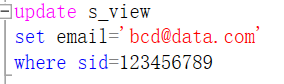 update s_view
set email='bcd@data.com'
where sid=123456789